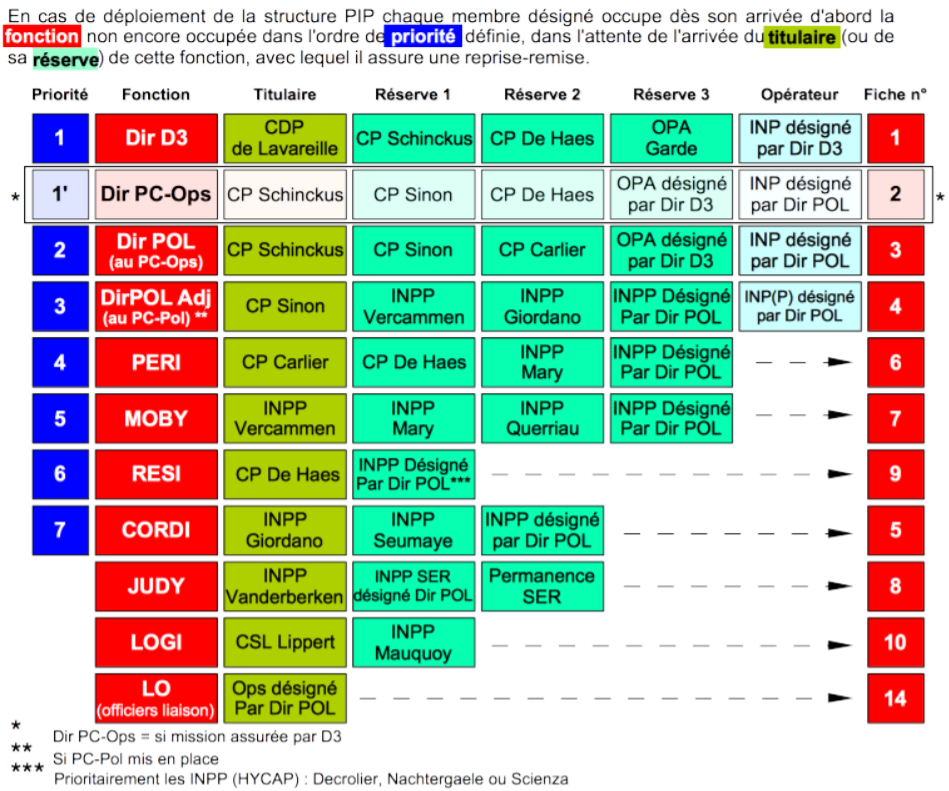 En cas de déploiement de la structure PIP chaque membre désigné occupe dès son arrivée d'abord la
fonction non encore occupée dans l'ordre de priorité définie, dans l'attente de l'arrivée du titulaire (ou de
sa réserve) de cette fonction, avec lequel il assure une reprise-remise.
Priorité Fonction Titulaire Réserve 1 Réserve 2 Réserve 3 Opérateur Fiche n°
1 Dir D3 CDP de Lavareille CP Schinckus CP De Haes OPA Garde INP désigné par Dir D3 1
* 1' Dir PC-Ops CP Schinckus CP Sinon CP De Haes OPA désigné par Dir D3 INP désigné par Dir POL 2 *
2 Dir POL (au PC-Ops) CP Schinckus CP Sinon CP Carlier OPA désigné par Dir D3 INP désigné par Dir POL 3
3 DirPOL Adj (au PC-Pol) ** CP Sinon INPP Vercammen INPP Giordano INPP Désigné Par Dir POL INP(P) désigné par Dir POL 4
4 PERI CP Carlier CP De Haes INPP Mary INPP Désigné Par Dir POL 6
5 MOBY INPP Vercammen INPP Mary INPP Querriau INPP Désigné Par Dir POL 7
6 RESI CP De Haes INPP Désigné Par Dir POL*** 9
7 CORDI INPP Giordano INPP Seumaye INPP désigné par Dir POL 5
JUDY INPP Vanderberken INPP SER désigné Dir POL Permanence SER 8
LOGI CSL Lippert INPP Mauquoy 10
LO (officiers liaison) Ops désigné Par Dir POL 14
* Dir PC-Ops = si mission assurée par D3
** Si PC-Pol mis en place
*** Prioritairement les INPP (HYCAP) : Decrolier, Nachtergaele ou Scienza